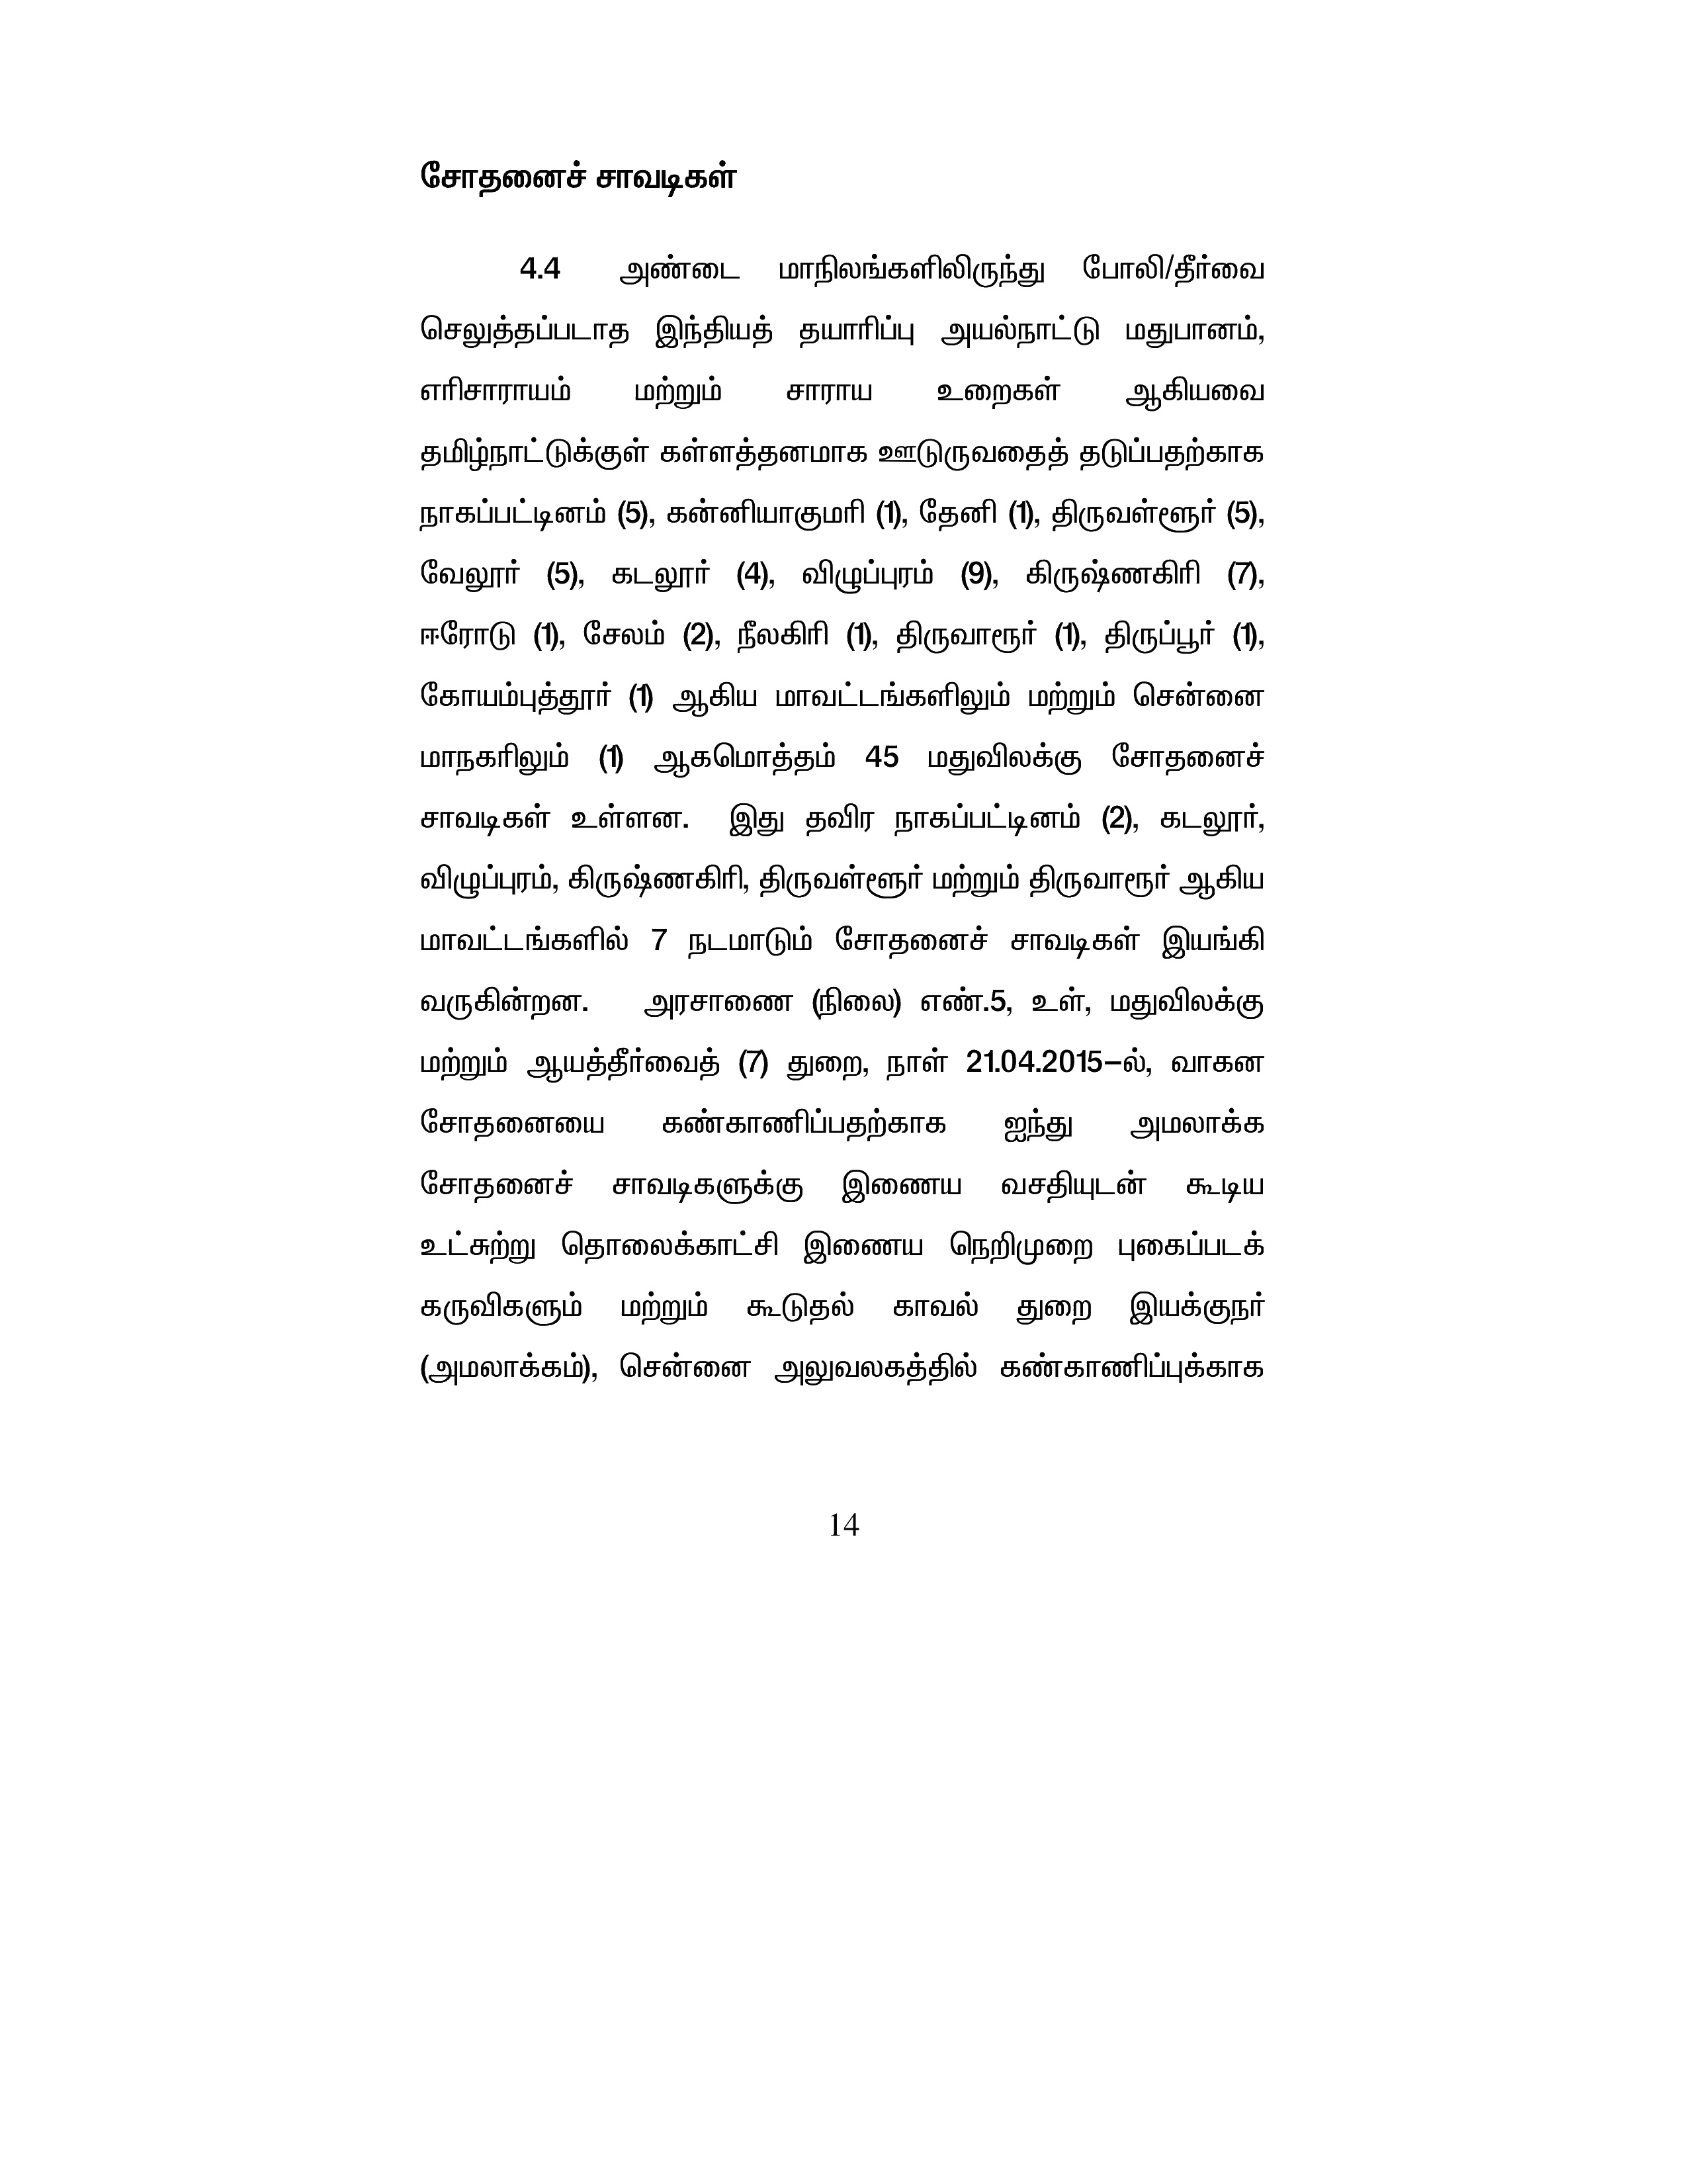 சோதனைச் சாவடிகள்
4.4 அண்டை மாநிலங்களிலிருந்து போலி/தீர்வை
செலுத்தப்படாத இந்தியத் தயாரிப்பு அயல்நாட்டு மதுபானம்,
எரிசாராயம் மற்றும் சாராய உறைகள் ஆகியவை
தமிழ்நாட்டுக்குள் கள்ளத்தனமாக ஊடுருவதைத் தடுப்பதற்காக
நாகப்பட்டினம் (5), கன்னியாகுமரி (1), தேனி (1), திருவள்ளூர் (5),
வேலூர் (5), கடலூர் (4), விழுப்புரம் (9), கிருஷ்ணகிரி (7),
ஈரோடு (1), சேலம் (2), நீலகிரி (1), திருவாரூர் (1), திருப்பூர் (1),
கோயம்புத்தூர் (1) ஆகிய மாவட்டங்களிலும் மற்றும் சென்னை
மாநகரிலும் (1) ஆகமொத்தம் 45 மதுவிலக்கு சோதனைச்
சாவடிகள் உள்ளன. இது தவிர நாகப்பட்டினம் (2), கடலூர்,
விழுப்புரம், கிருஷ்ணகிரி, திருவள்ளூர் மற்றும் திருவாரூர் ஆகிய
மாவட்டங்களில் 7 நடமாடும் சோதனைச் சாவடிகள் இயங்கி
வருகின்றன. அரசாணை (நிலை) எண்.5, உள், மதுவிலக்கு
மற்றும் ஆயத்தீர்வைத் (7) துறை, நாள் 21.04.2015–ல், வாகன
சோதனையை கண்காணிப்பதற்காக ஐந்து அமலாக்க
சோதனைச் சாவடிகளுக்கு இணைய வசதியுடன் கூடிய
உட்சுற்று தொலைக்காட்சி இணைய நெறிமுறை புகைப்படக்
கருவிகளும் மற்றும் கூடுதல் காவல் துறை இயக்குநர்
(அமலாக்கம்), சென்னை அலுவலகத்தில் கண்காணிப்புக்காக
14